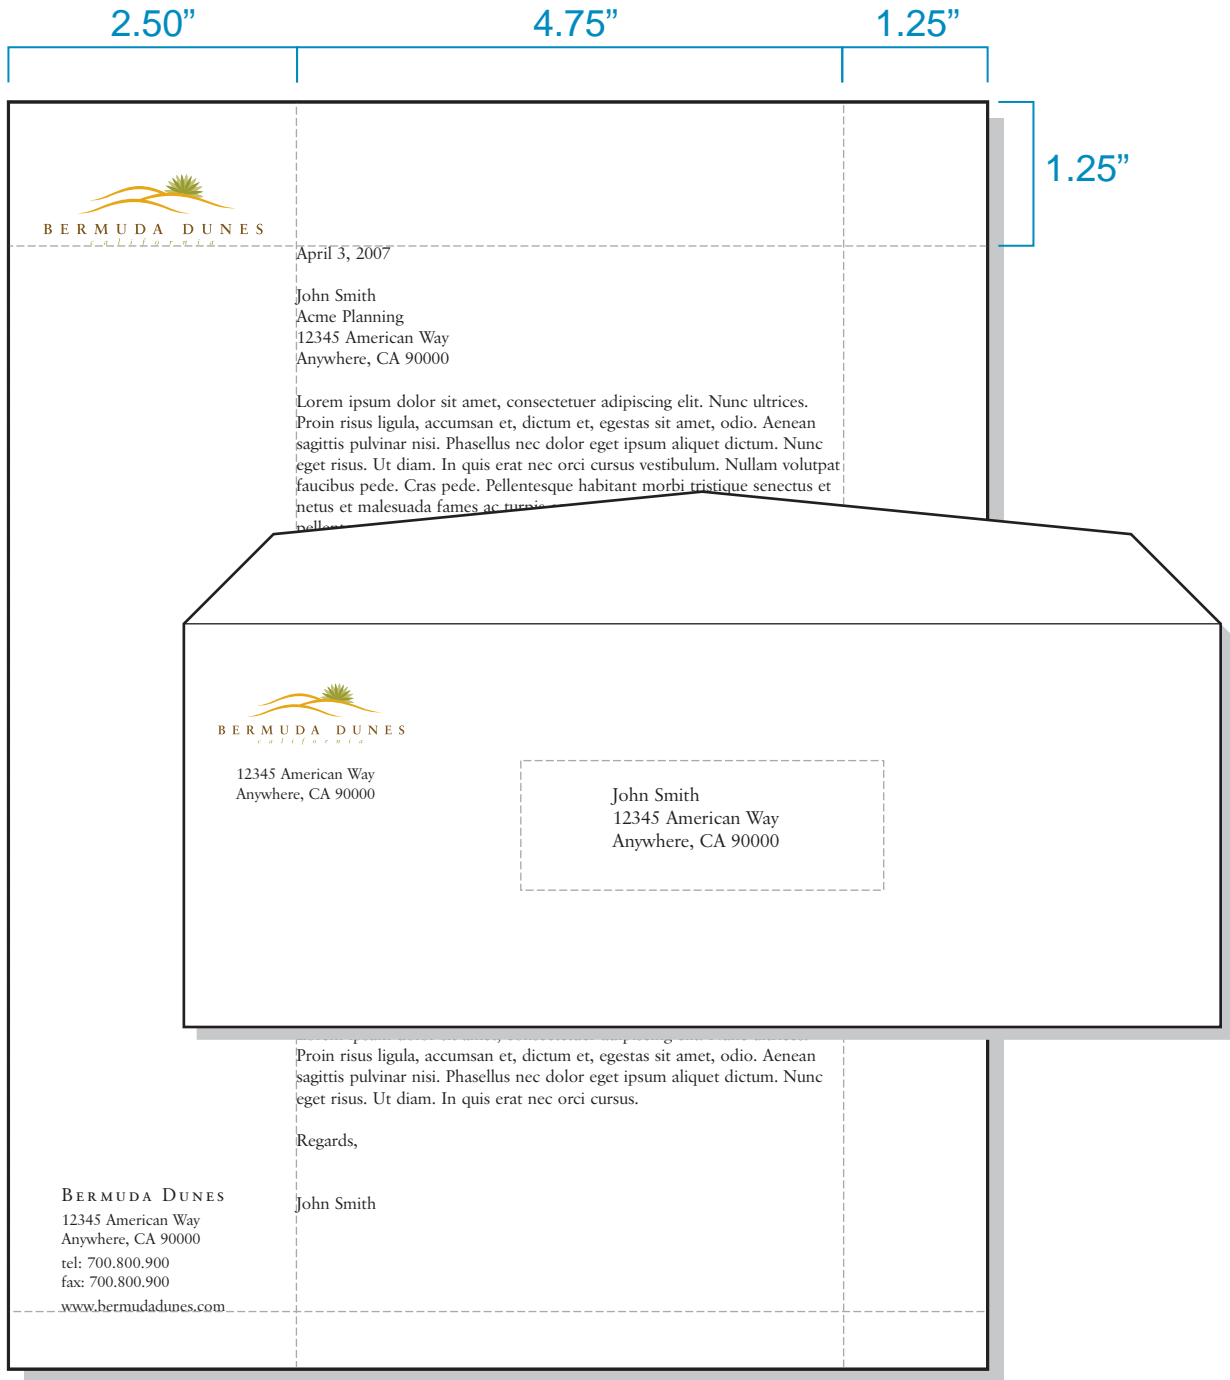 2.50” 4.75” 1.25”
1.25”
BERMUDA DUNES
california
April 3, 2007
John Smith
Acme Planning
12345 American Way
Anywhere, CA 90000
Lorem ipsum dolor sit amet, consectetuer adipiscing elit. Nunc ultrices.
Proin risus ligula, accumsan et, dictum et, egestas sit amet, odio. Aenean
sagittis pulvinar nisi. Phasellus nec dolor eget ipsum aliquet dictum. Nunc
eget risus. Ut diam. In quis erat nec orci cursus vestibulum. Nullam volutpat
faucibus pede. Cras pede. Pellentesque habitant morbi tristique senectus et
netus et malesuada fames ac turpis
BERMUDA DUNES
california
12345 American Way
Anywhere, CA 90000
John Smith
12345 American Way
Anywhere, CA 90000
Proin risus ligula, accumsan et, dictum et, egestas sit amet, odio. Aenean
sagittis pulvinar nisi. Phasellus nec dolor eget ipsum aliquet dictum. Nunc
eget risus. Ut diam. In quis erat nec orci cursus.
Regards,
John Smith
BERMUDA DUNES
12345 American Way
Anywhere, CA 90000
tel: 700.800.900
fax: 700.800.900
www.bermudadunes.com